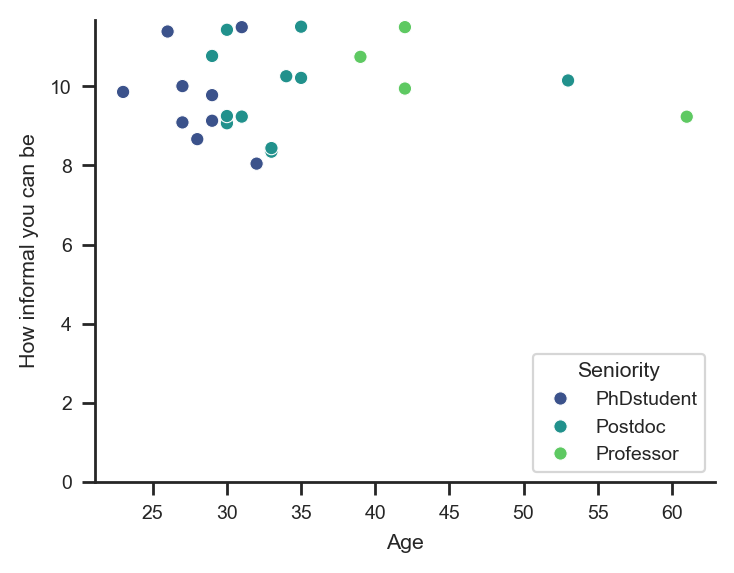 How informal you can be
10
8
6
4
2
0
25 30 35 40 45 50 55 60
Age
Seniority
PhDstudent
Postdoc
Professor